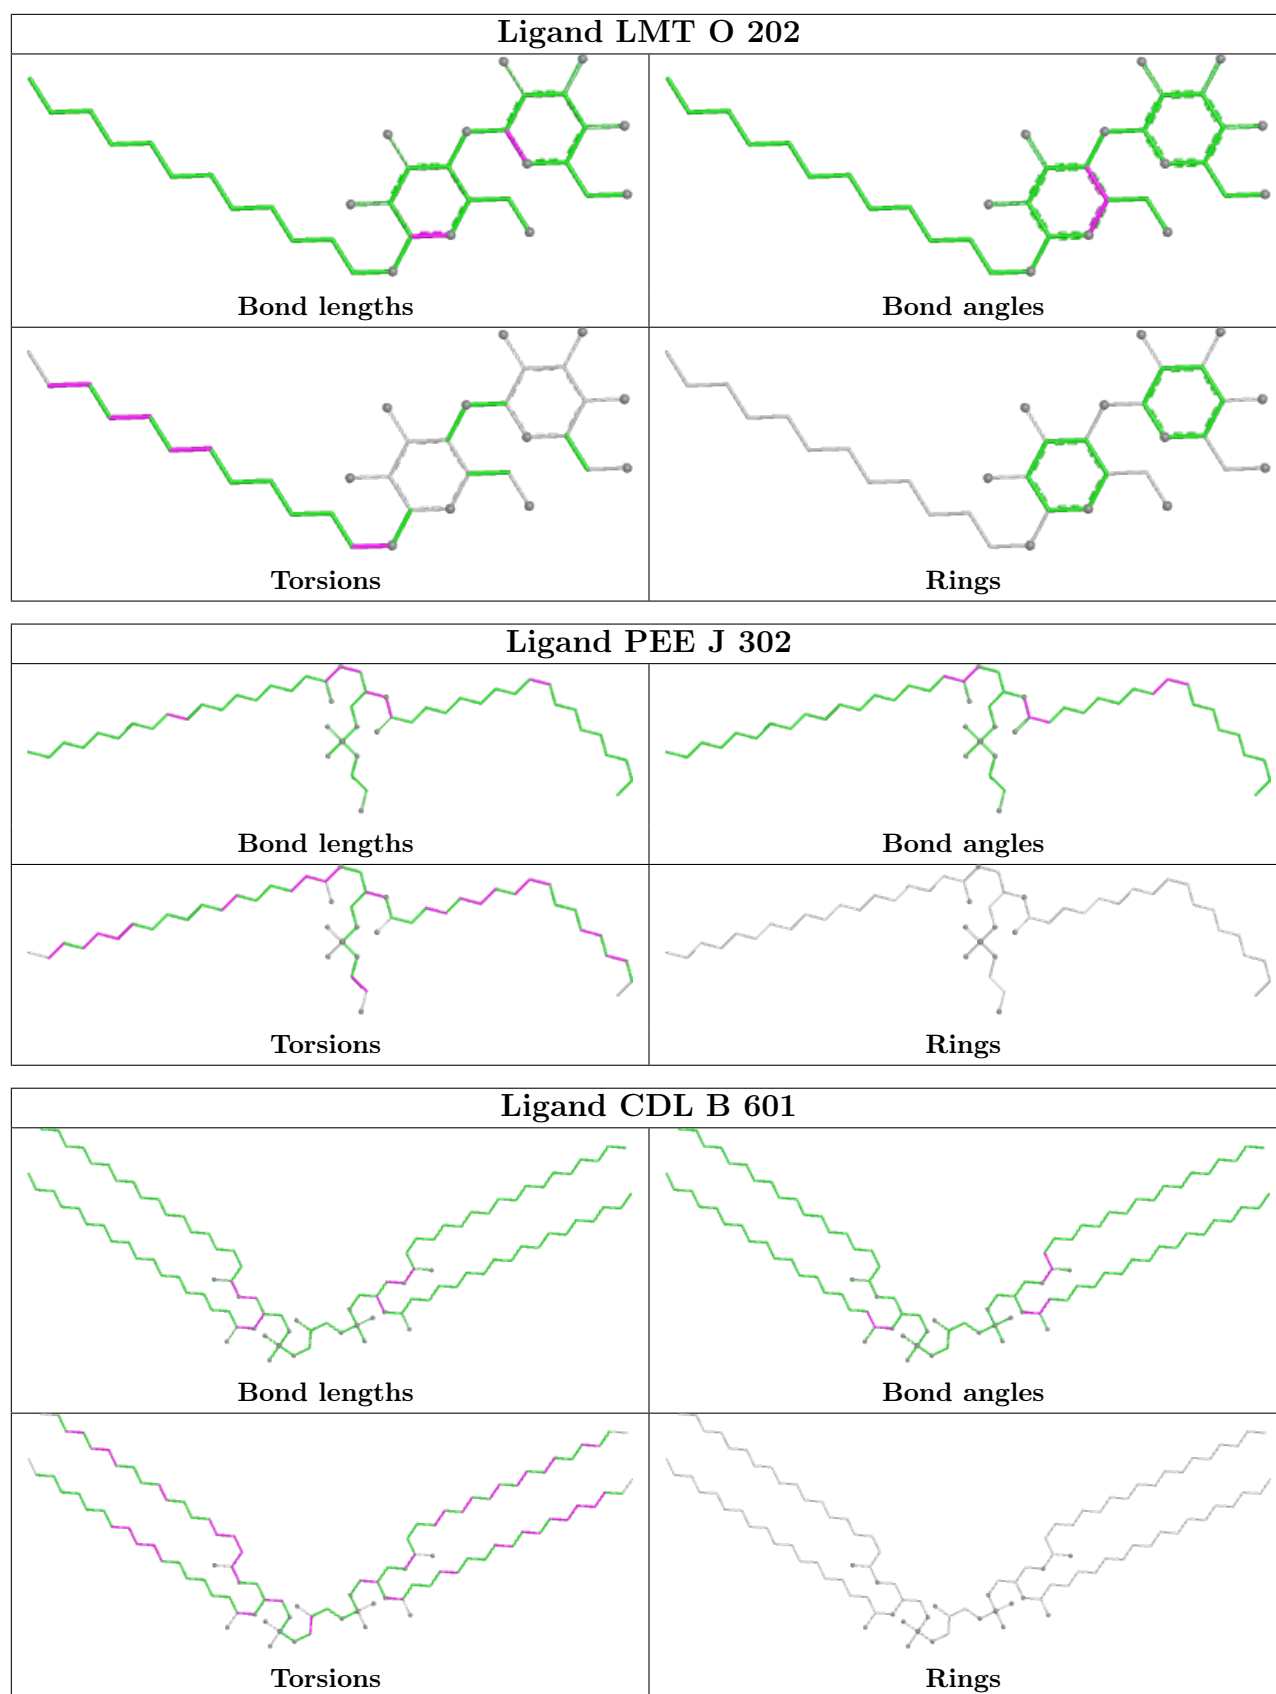 Ligand LMT O 202
Bond lengths
Bond angles
Torsions
Rings
Ligand PEE J 302
Bond lengths
Bond angles
Torsions
Rings
Ligand CDL B 601
Bond lengths
Bond angles
Torsions
Rings